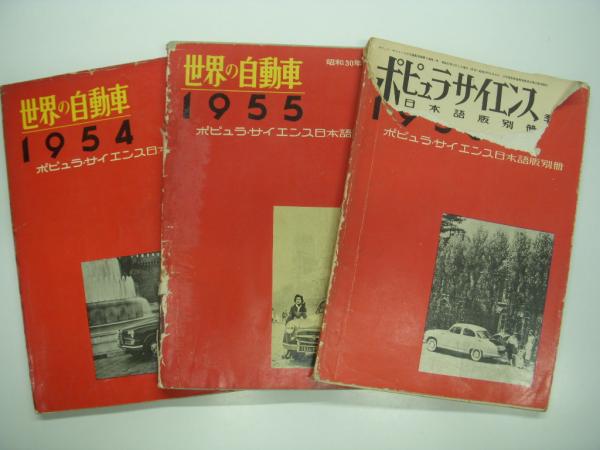 世界の自動車
1954
ポピュラ・サイエンス日本
世界の自動車
昭和30年
1955
ポピュラ・サイエンス日本語
ポピュラサイエンス
日本語版別冊
195
ポピュラ・サイエンス日本語版別冊